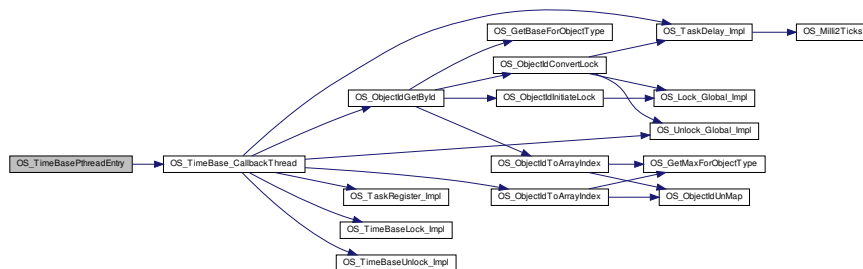 OS_TimeBasePthreadEntry
OS_TimeBase_CallbackThread
OS_GetBaseForObjectType
OS_TaskDelay_Impl
OS_Milli2Ticks
OS_ObjectIdConvertLock
OS_ObjectIdGetById
OS_ObjectIdInitiateLock
OS_Lock_Global_Impl
OS_Unlock_Global_Impl
OS_ObjectIdToArrayIndex
OS_GetMaxForObjectType
OS_TaskRegister_Impl
OS_ObjectIdToArrayIndex
OS_ObjectIdUnMap
OS_TimeBaseLock_Impl
OS_TimeBaseUnlock_Impl